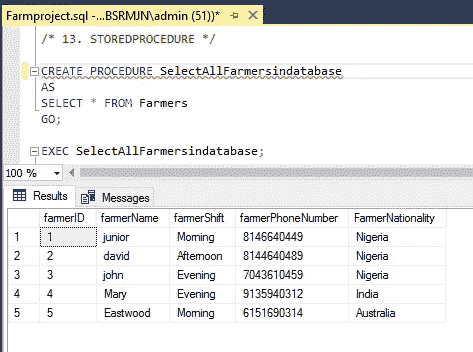 Farmproject.sql -...BSRMJN\admin (51))*
/* 13. STOREDPROCEDURE */
CREATE PROCEDURE SelectAllFarmersindatabase
AS
SELECT * FROM Farmers
GO;
EXEC SelectAllFarmersindatabase;
100 %
Results Messages
farmerID farmerName farmerShift farmerPhoneNumber FarmerNationality
1 1 junior Morning 8146640449 Nigeria
2 2 david Afternoon 8144640489 Nigeria
3 3 john Evening 7043610459 Nigeria
4 4 Mary Evening 9135940312 India
5 5 Eastwood Morning 6151690314 Australia